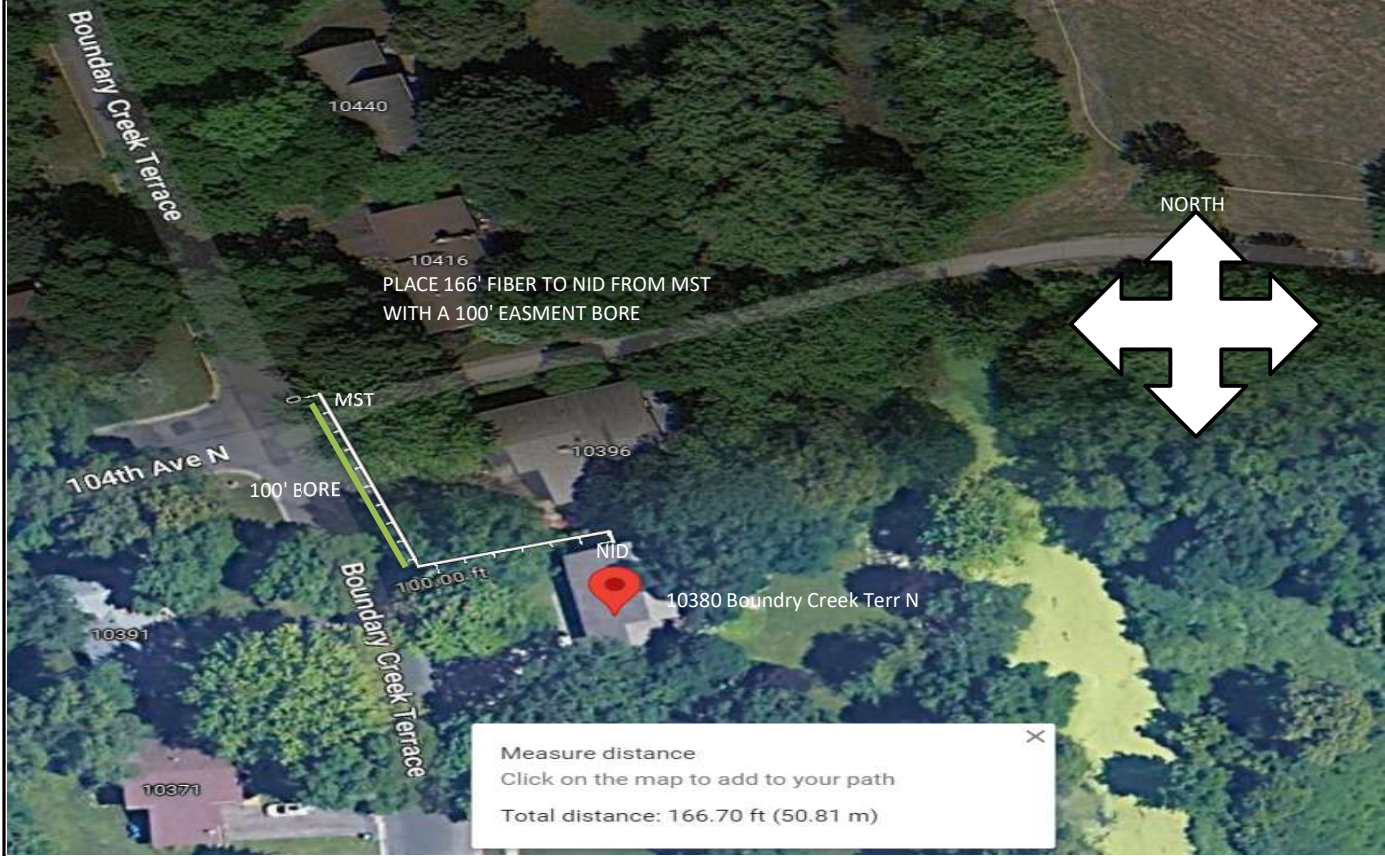 Boundary Creek Terrace
10440
NORTH
10416
PLACE 166' FIBER TO NID FROM MST
WITH A 100' EASMENT BORE
0
MST
10396
104th Ave N
100' BORE
NID
100.00 ft
10380 Boundry Creek Terr N
Boundary Creek Terrace
10391
10371
Measure distance
Click on the map to add to your path
Total distance: 166.70 ft (50.81 m)